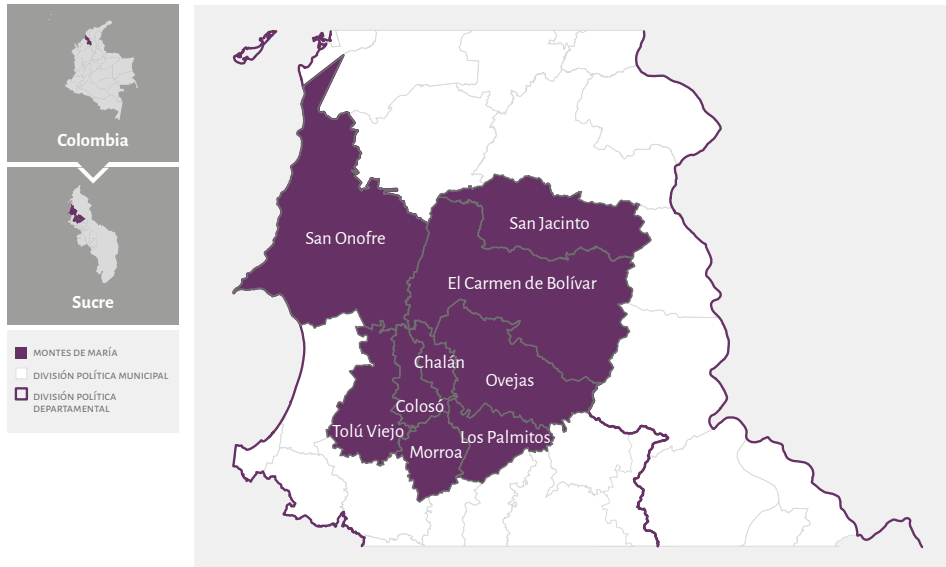 Colombia
Sucre
MONTES DE MARÍA
DIVISIÓN POLÍTICA MUNICIPAL
DIVISIÓN POLÍTICA
DEPARTAMENTAL
San Jacinto
San Onofre
El Carmen de Bolívar
Chalán
Ovejas
Colosó
Tolú Viejo
Los Palmitos
Morroa